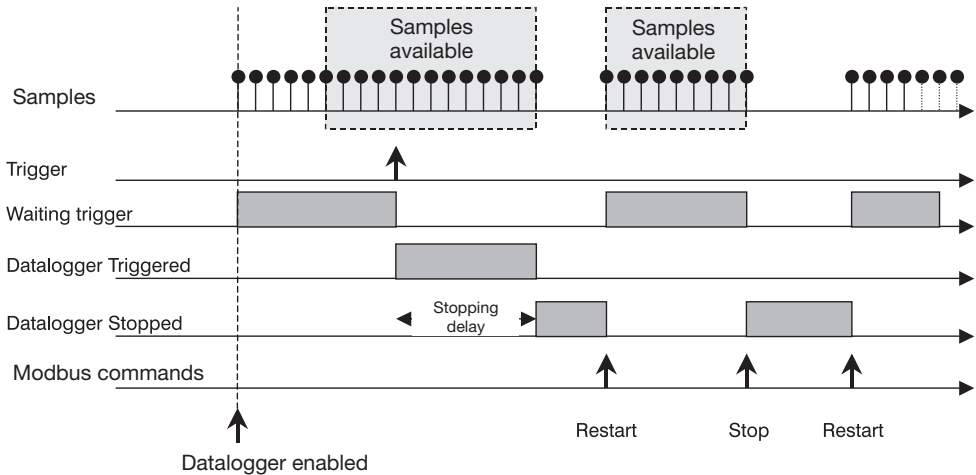 Samples
available
Samples
available
Samples
Trigger
Waiting trigger
Datalogger Triggered
Stopping
delay
Datalogger Stopped
Modbus commands
Restart
Stop
Restart
Datalogger enabled